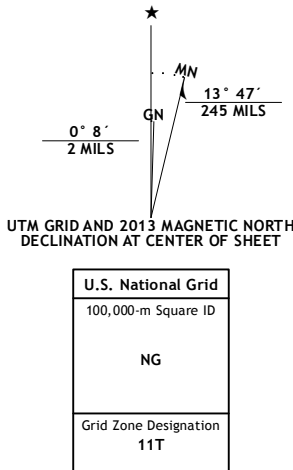 MN
GN
13° 47´
245 MILS
0° 8´
2 MILS
UTM GRID AND 2013 MAGNETIC NORTH
DECLINATION AT CENTER OF SHEET
U.S. National Grid
100,000-m Square ID
NG
Grid Zone Designation
11T